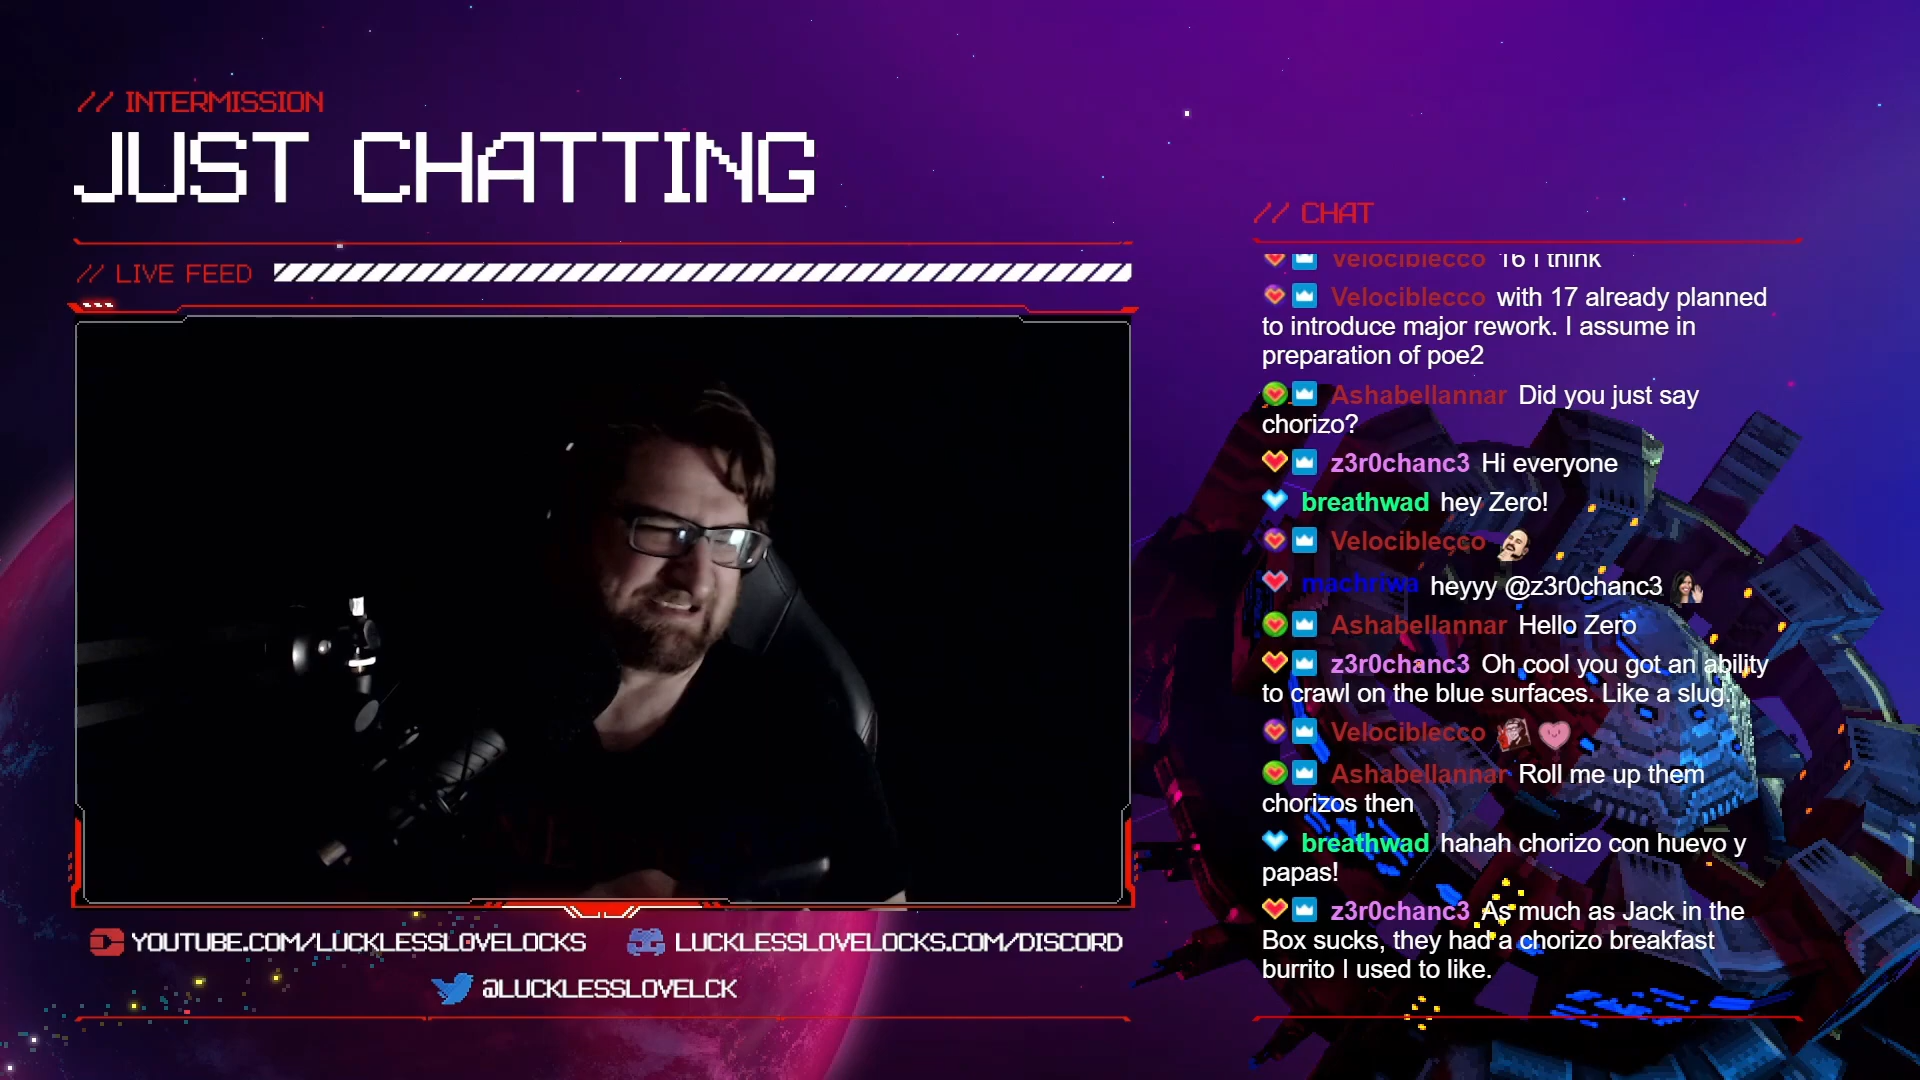 // INTERMISSION
JUST CHATTING
// LIVE FEED
YOUTUBE.COM/LUCKLESSLOVELOCKS
LUCKLESSLOVELOCKS.COM/DISCORD
@LUCKLESSLOVELCK
// CHAT
Velociblecco 16 I think
Velociblecco with 17 already planned
to introduce major rework. I assume in
preparation of poe2
Ashabellannar Did you just say
chorizo?
z3r0chanc3 Hi everyone
breathwad hey Zero!
Velociblecco
machriwa heyyy @z3r0chanc3
Ashabellannar Hello Zero
z3r0chanc3 Oh cool you got an ability
to crawl on the blue surfaces. Like a slug.
Velociblecco
Ashabellannar Roll me up them
chorizos then
breathwad hahah chorizo con huevo y
papas!
z3r0chanc3 As much as Jack in the
Box sucks, they had a chorizo breakfast
burrito I used to like.